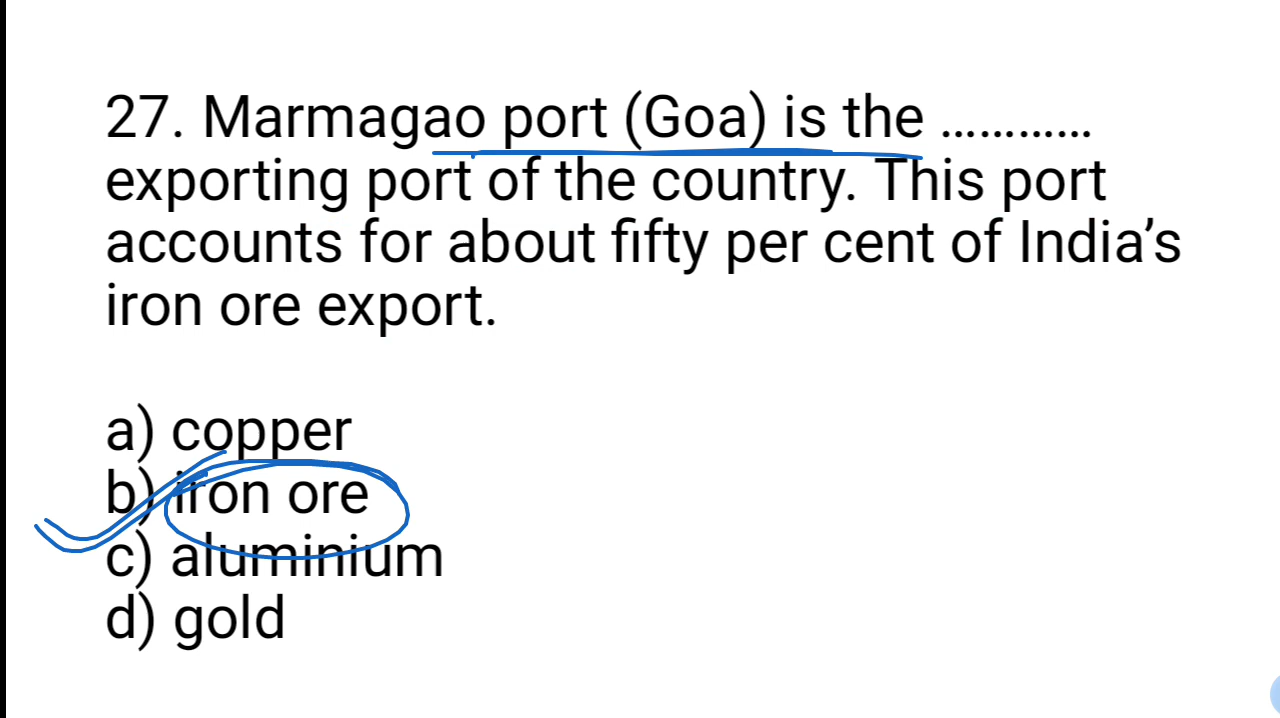 27. Marmagao port (Goa) is the ............
exporting port of the country. This port
accounts for about fifty per cent of India’s
iron ore export.
a) copper
b) iron ore
c) aluminium
d) gold